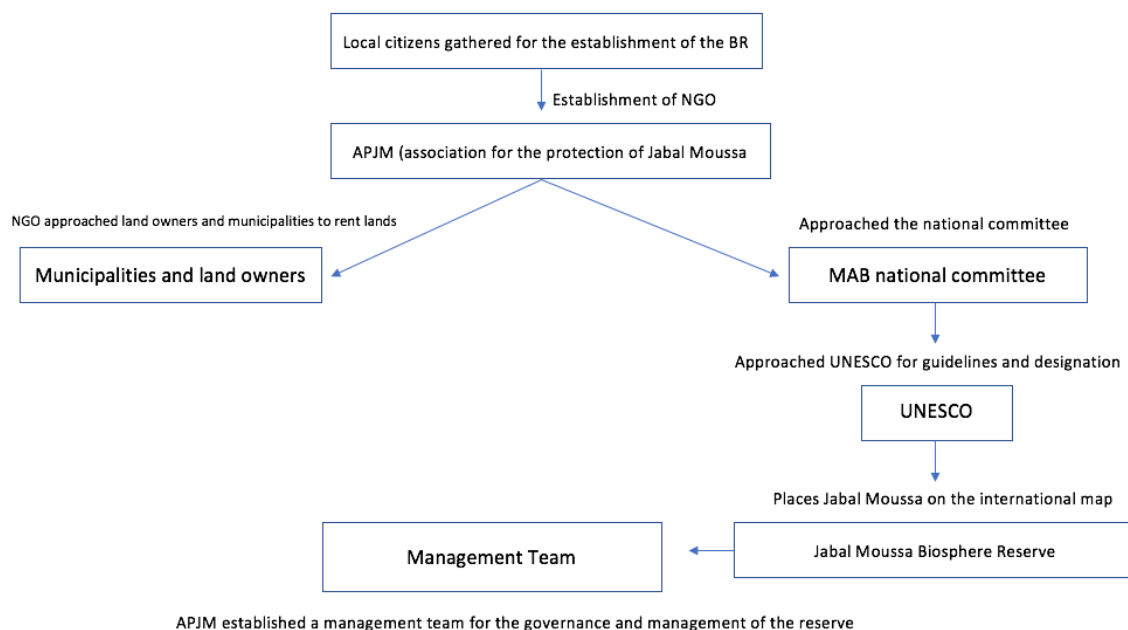 Local citizens gathered for the establishment of the BR
Establishment of NGO
APJM (association for the protection of Jabal Moussa
NGO approached land owners and municipalities to rent lands
Approached the national committee
Municipalities and land owners
MAB national committee
Approached UNESCO for guidelines and designation
UNESCO
Places Jabal Moussa on the international map
Management Team
Jabal Moussa Biosphere Reserve
APJM established a management team for the governance and management of the reserve